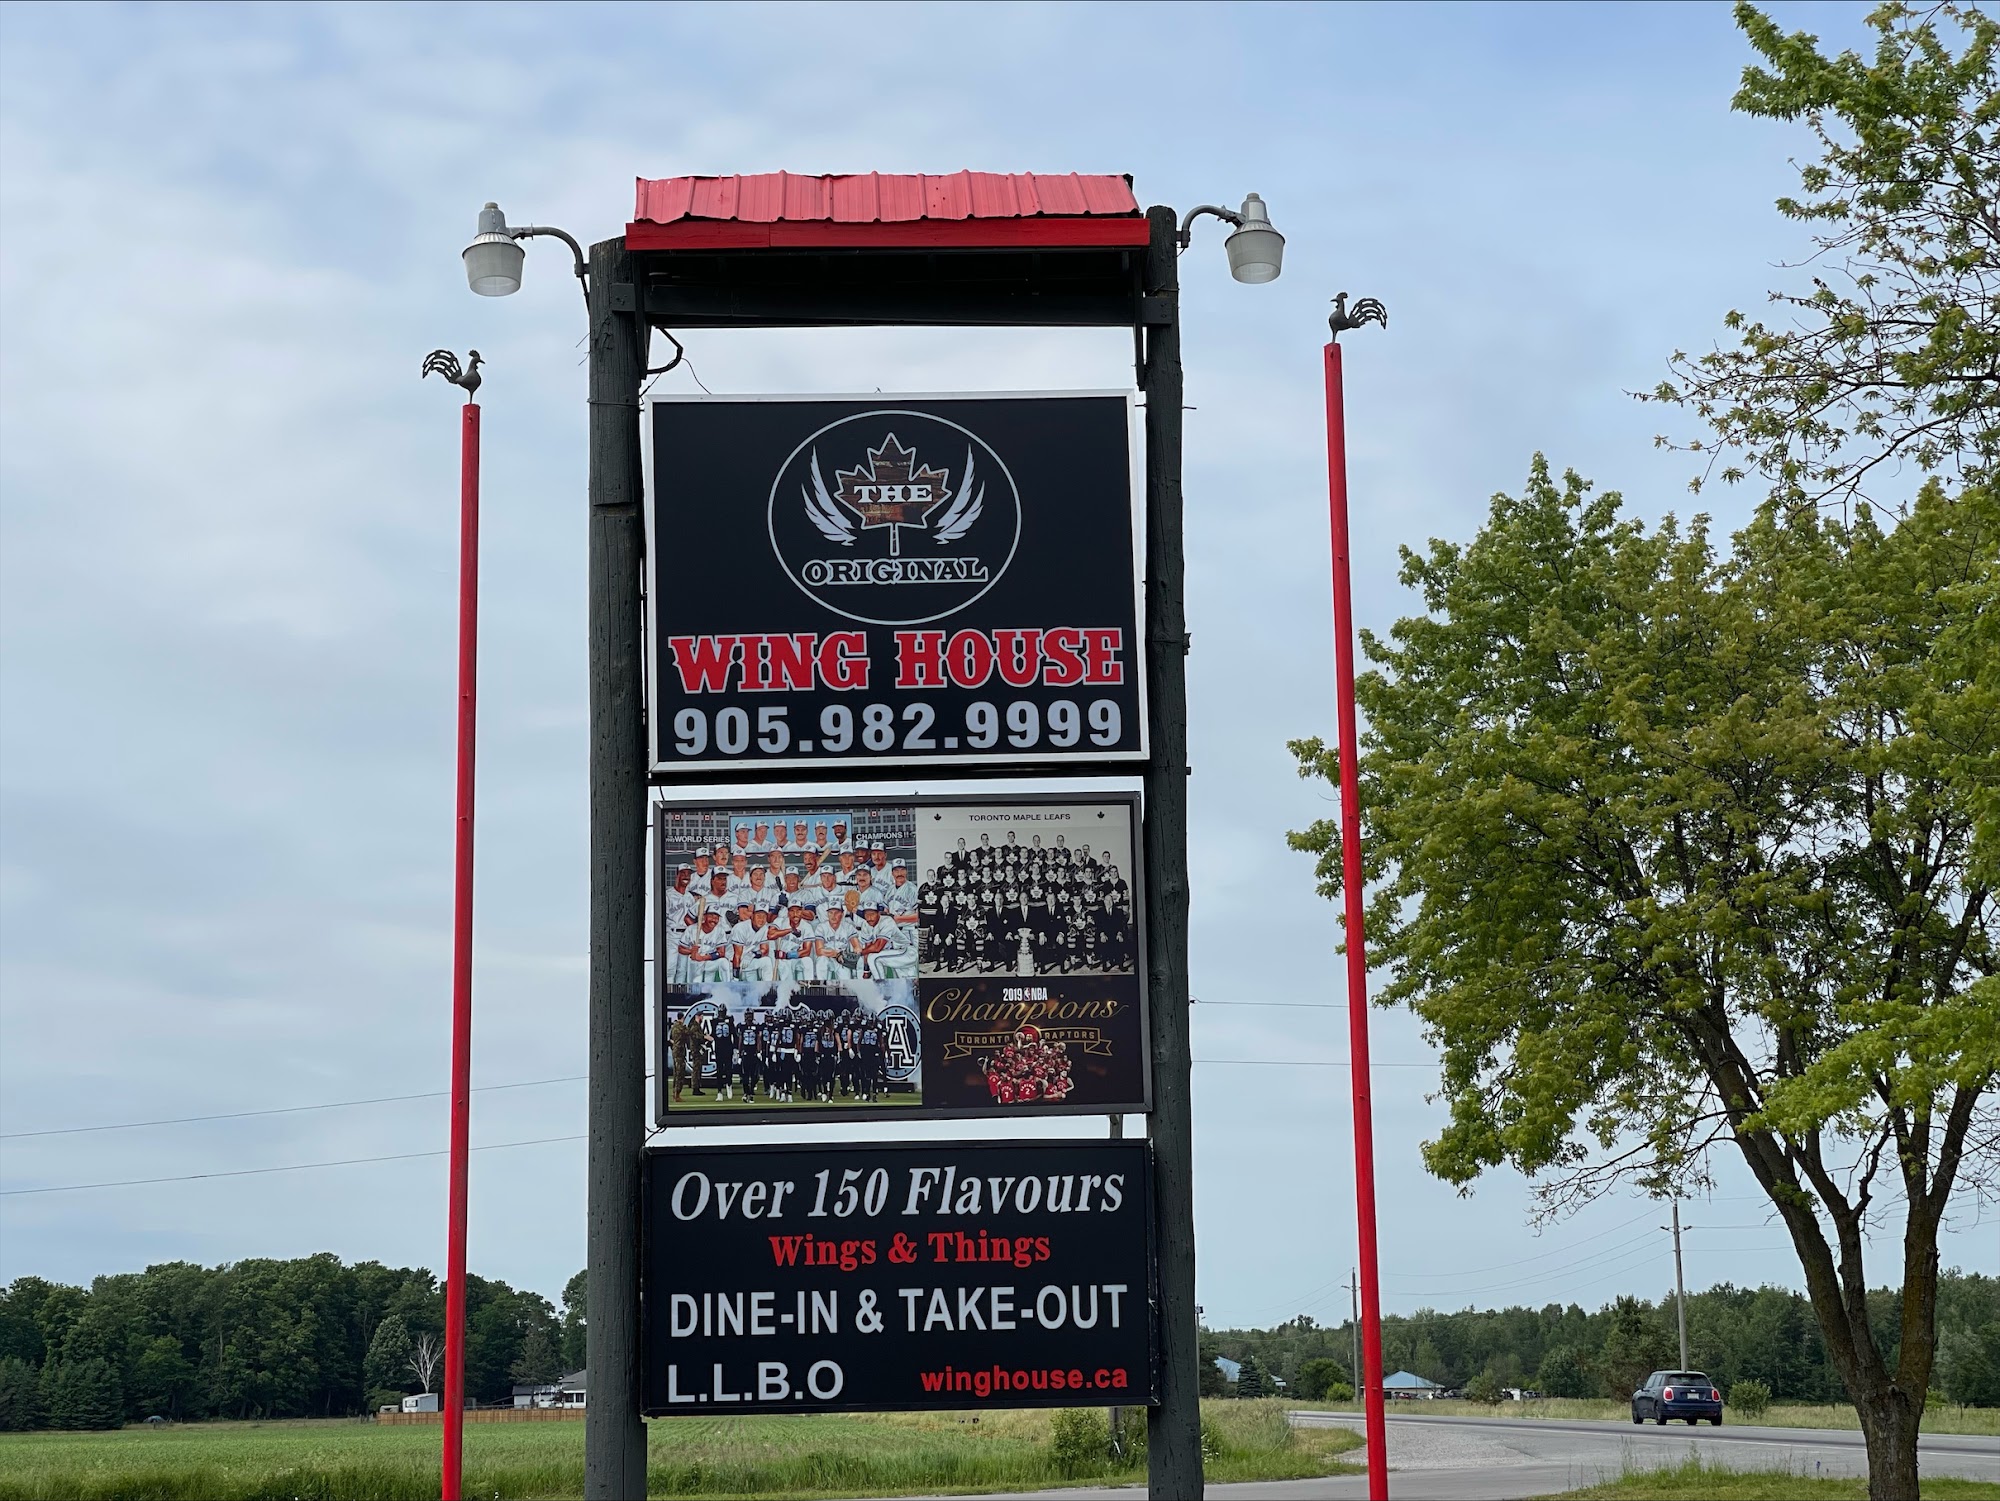 THE
ORIGINAL
WING HOUSE
905.982.9999
WORLD SERIES CHAMPIONS!!
TORONTO MAPLE LEAFS
2019 NBA
Champions
TORONTO RAPTORS
A
Over 150 Flavours
Wings & Things
DINE-IN & TAKE-OUT
L.L.B.O winghouse.ca